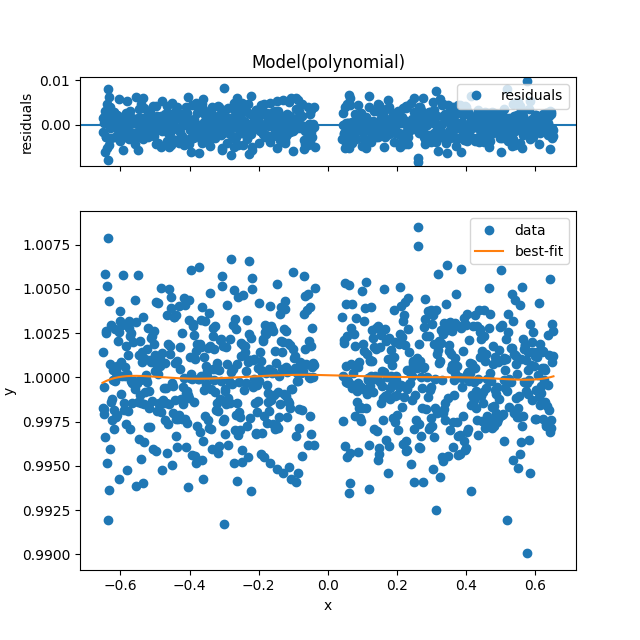 Model(polynomial)
0.01
0.00
residuals
residuals
1.0075
1.0050
1.0025
1.0000
0.9975
0.9950
0.9925
0.9900
y
data
best-fit
−0.6 −0.4 −0.2 0.0 0.2 0.4 0.6
x